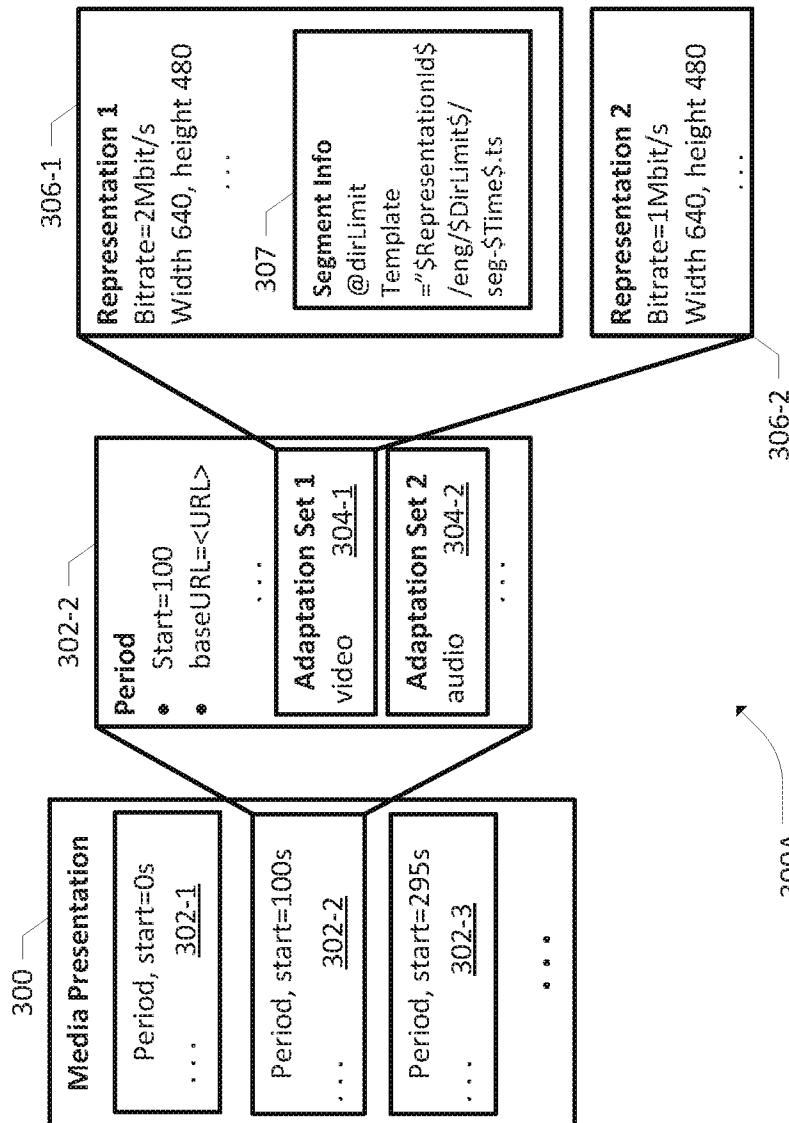 300
Media Presentation
Period, start=0s
. . . 302-1
Period, start=100s
. . . 302-2
Period, start=295s
. . . 302-3
• • •
302-2
Period
• Start=100
• baseURL=<URL>
. . .
Adaptation Set 1
video 304-1
Adaptation Set 2
audio 304-2
. . .
306-1
Representation 1
Bitrate=2Mbit/s
Width 640, height 480
. . .
307
Segment Info
@dirLimit
Template
="$RepresentationId$
/eng/$DirLimit$/
seg-$Time$.ts
Representation 2
Bitrate=1Mbit/s
Width 640, height 480
. . .
306-2